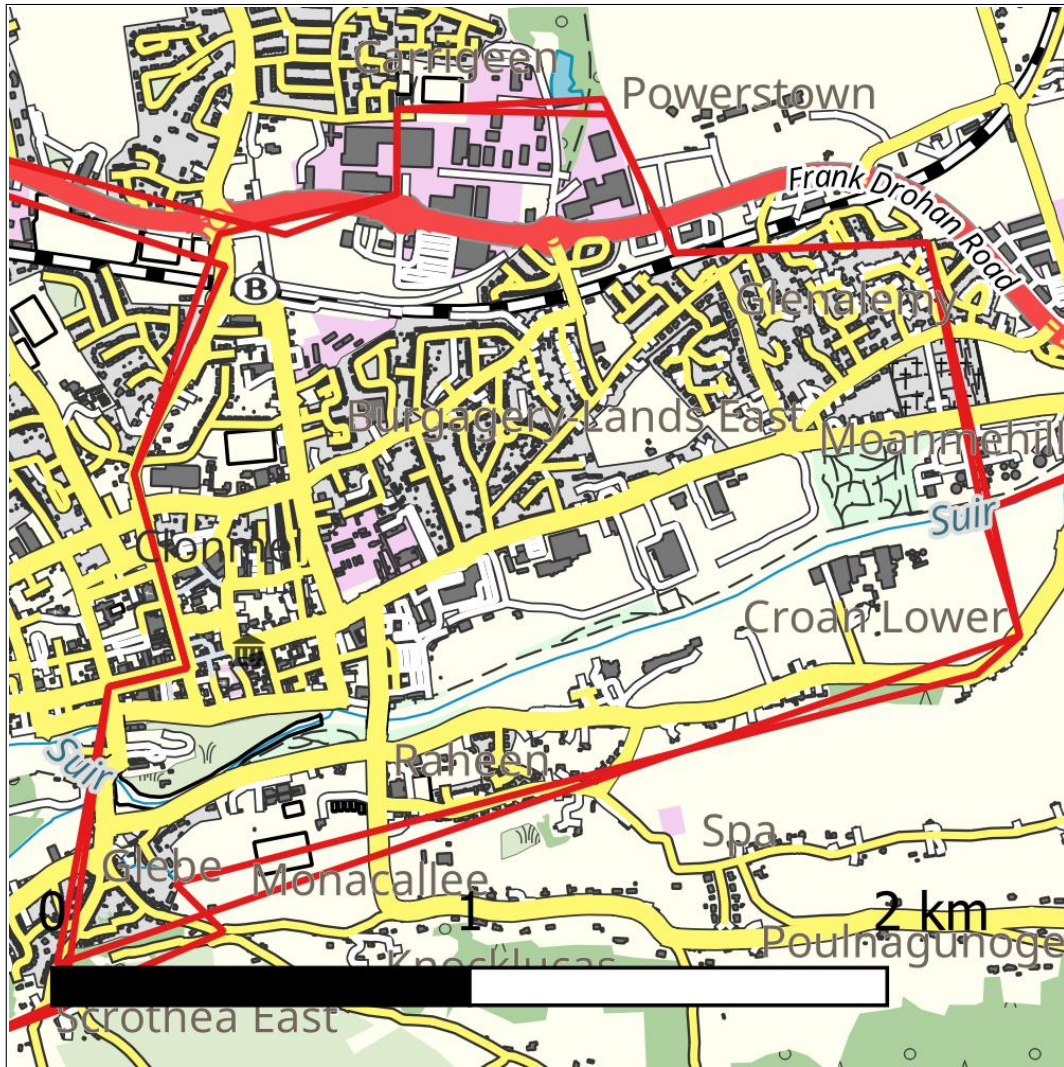 Carrigeen
Powerstown
Frank Drohan Road
B
Glenalemy
Burgagery-Lands East
Moanmehill
Suir
Clonmel
Croan Lower
Suir
Raheen
Spa
Glebe
Monacallee
0 1 2 km
Poulnagunoge
Knocklucas
Scrothea East